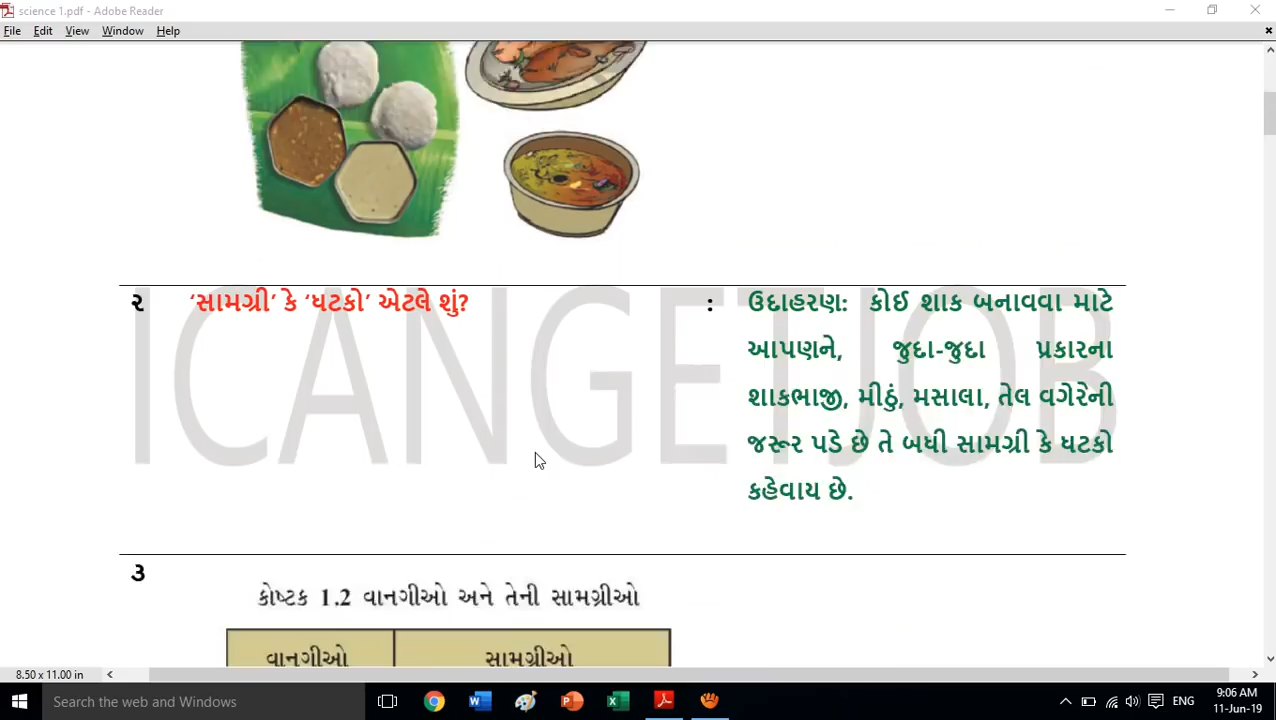 science 1.pdf - Adobe Reader
File Edit View Window Help
૨ ‘સામગ્રી’ કે ‘ધટકો’ એટલે શું? : ઉદાહરણ: કોઈ શાક બનાવવા માટે
આપણને, જુદા-જુદા પ્રકારના
શાકભાજી, મીઠું, મસાલા, તેલ વગેરેની
જરૂર પડે છે તે બધી સામગ્રી કે ધટકો
કહેવાય છે.
ICANGETJOB
૩
કોષ્ટક 1.2 વાનગીઓ અને તેની સામગ્રીઓ
વાનગીઓ સામગ્રીઓ
8.50 x 11.00 in
Search the web and Windows
ENG
9:06 AM
11-Jun-19